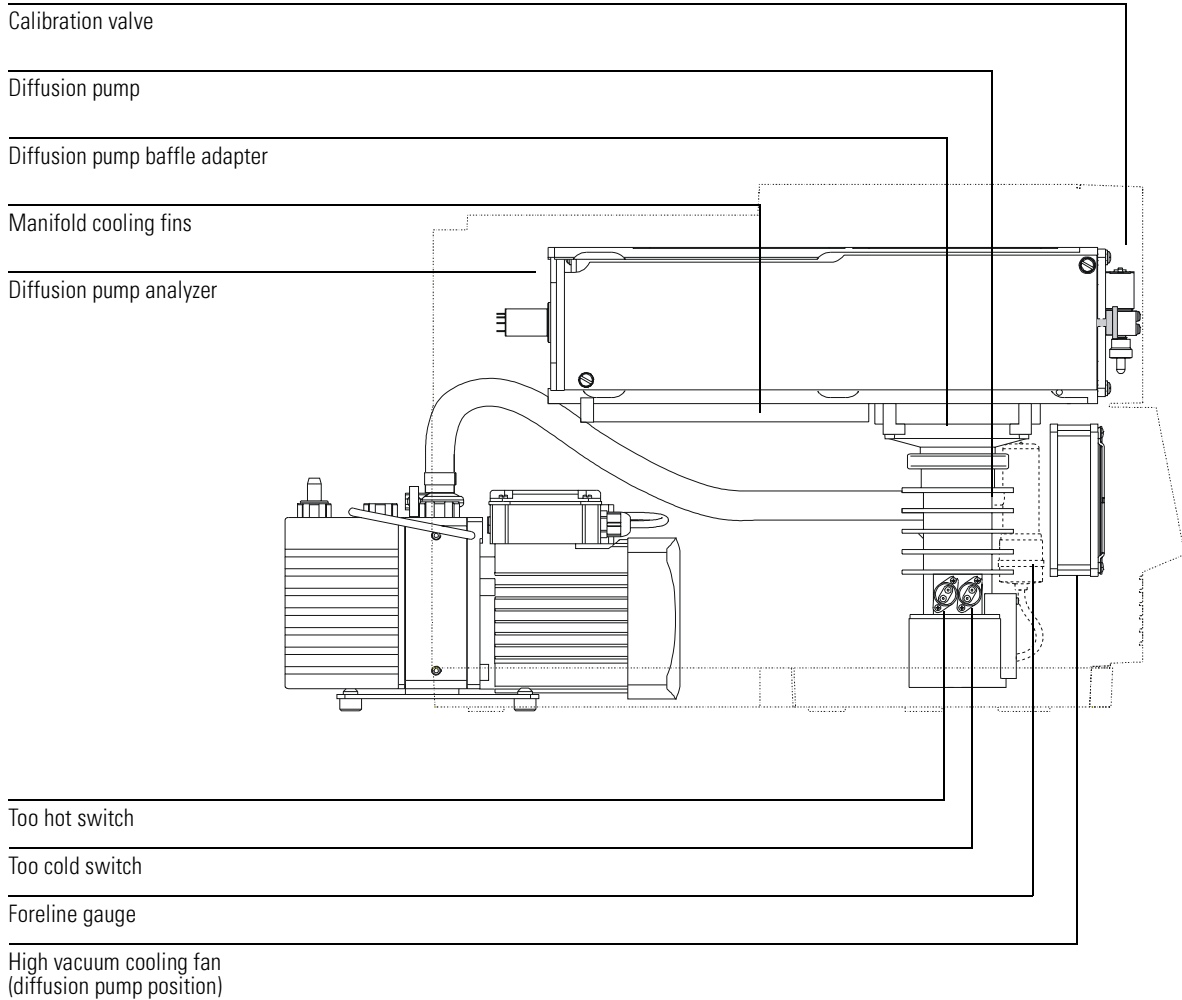 Calibration valve
Diffusion pump
Diffusion pump baffle adapter
Manifold cooling fins
Diffusion pump analyzer
Too hot switch
Too cold switch
Foreline gauge
High vacuum cooling fan
(diffusion pump position)